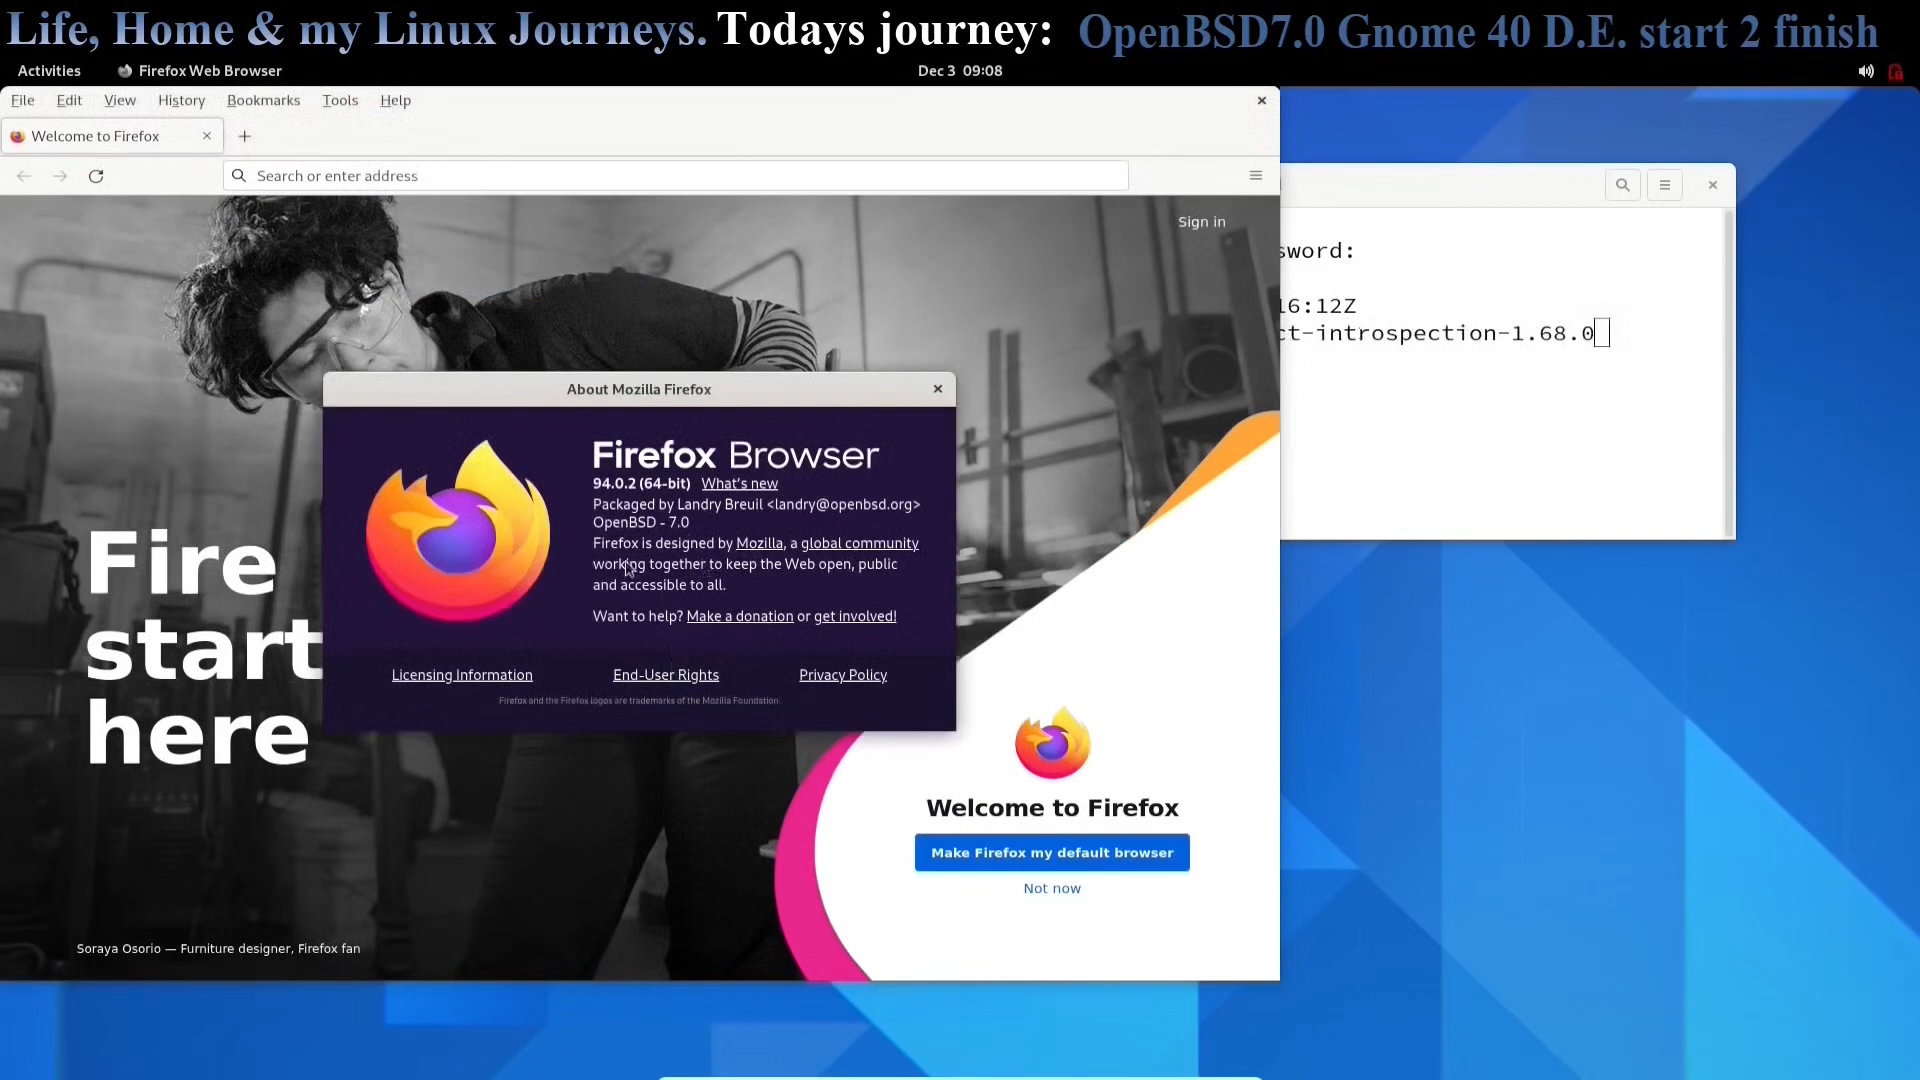 Life, Home & my Linux Journeys. Todays journey: OpenBSD7.0 Gnome 40 D.E. start 2 finish
Activities Firefox Web Browser Dec 3 09:08
File Edit View History Bookmarks Tools Help
Welcome to Firefox
Search or enter address
Sign in
sword:
16:12Z
ct-introspection-1.68.0
About Mozilla Firefox
Firefox Browser
94.0.2 (64-bit) What's new
Packaged by Landry Breuil <landry@openbsd.org>
OpenBSD - 7.0
Firefox is designed by Mozilla, a global community
working together to keep the Web open, public
and accessible to all.
Want to help? Make a donation or get involved!
Licensing Information End-User Rights Privacy Policy
Firefox and the Firefox logos are trademarks of the Mozilla Foundation.
Fire
start
here
Welcome to Firefox
Make Firefox my default browser
Not now
Soraya Osorio — Furniture designer, Firefox fan